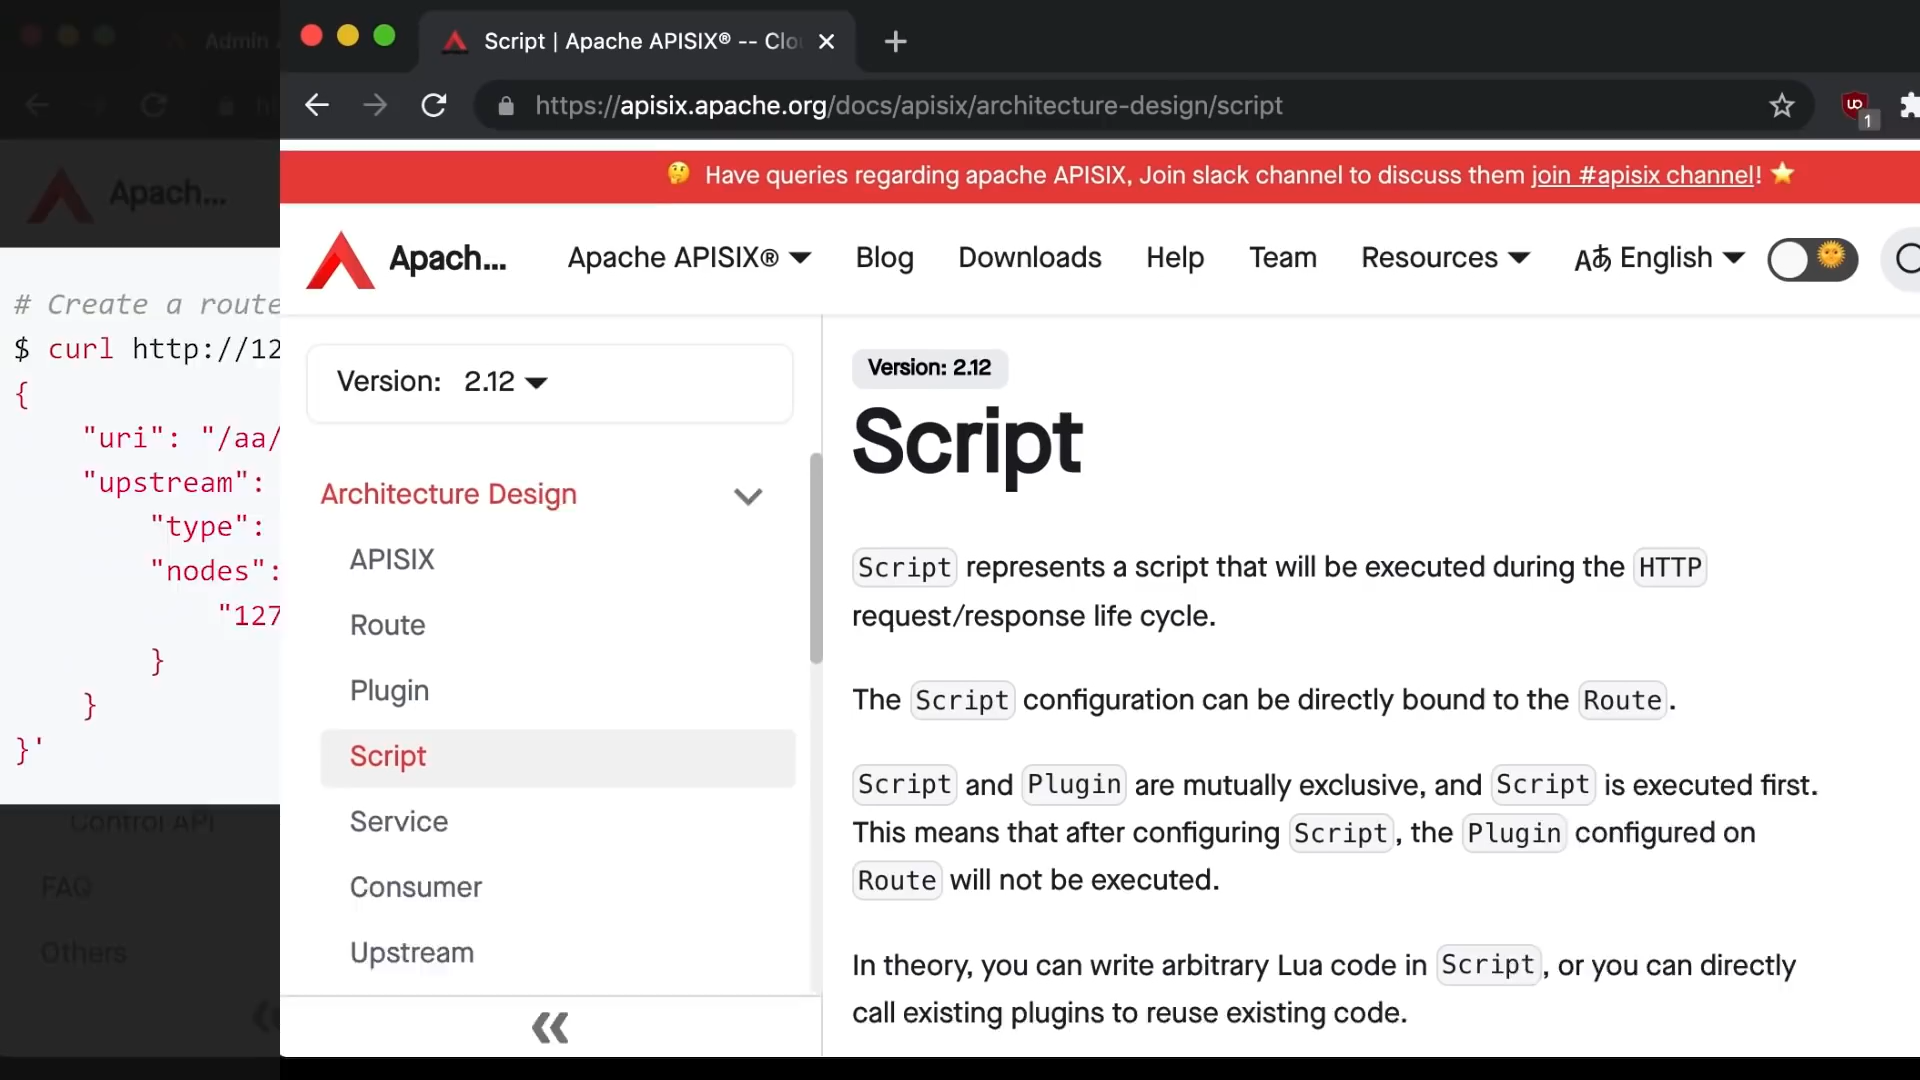 Admin
Script | Apache APISIX® -- Clo
https://apisix.apache.org/docs/apisix/architecture-design/script
1
🤔 Have queries regarding apache APISIX, Join slack channel to discuss them join #apisix channel! ⭐
Apach...
Apach...
Apache APISIX®
Blog
Downloads
Help
Team
Resources
English
# Create a route
$ curl http://12
{
"uri": "/aa/
"upstream":
"type":
"nodes":
"127
}
}
}'
Control API
FAQ
Others
Version: 2.12
Architecture Design
APISIX
Route
Plugin
Script
Service
Consumer
Upstream
Version: 2.12
Script
Script represents a script that will be executed during the HTTP
request/response life cycle.
The Script configuration can be directly bound to the Route.
Script and Plugin are mutually exclusive, and Script is executed first.
This means that after configuring Script, the Plugin configured on
Route will not be executed.
In theory, you can write arbitrary Lua code in Script, or you can directly
call existing plugins to reuse existing code.